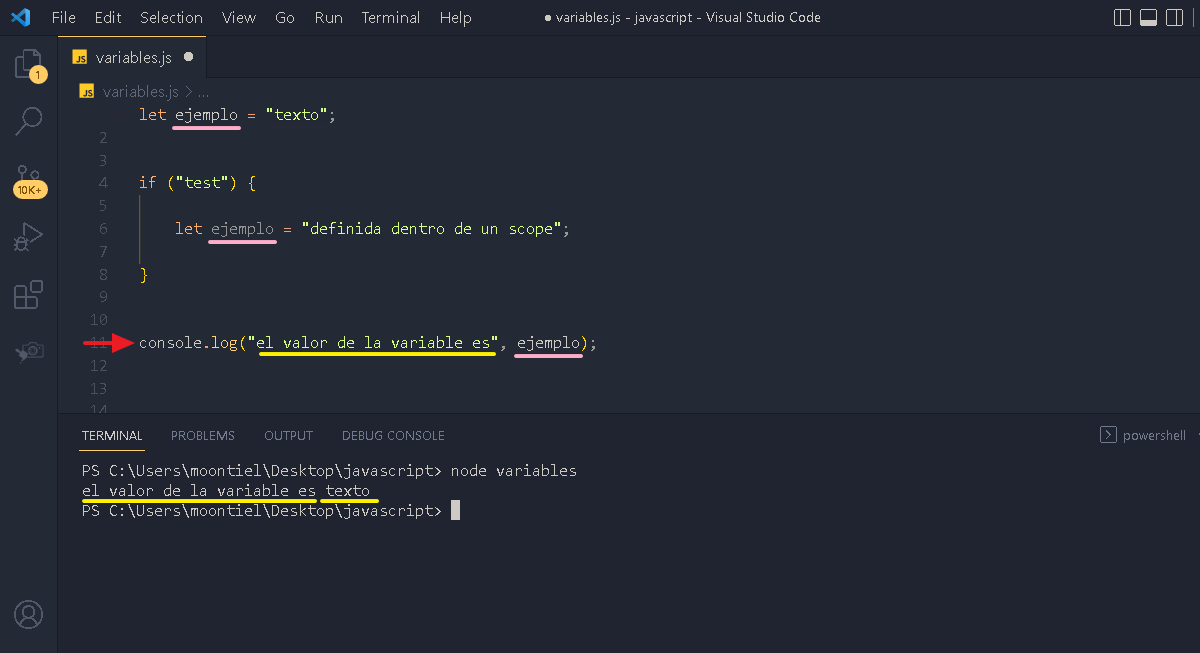 File Edit Selection View Go Run Terminal Help ● variables.js - javascript - Visual Studio Code
JS variables.js ●
JS variables.js > ...
let ejemplo = "texto";
2
3
4 if ("test") {
5
6 let ejemplo = "definida dentro de un scope";
7
8 }
9
10
11 console.log("el valor de la variable es", ejemplo);
12
13
14
1
10K+
TERMINAL PROBLEMS OUTPUT DEBUG CONSOLE powershell
PS C:\Users\moontiel\Desktop\javascript> node variables
el valor de la variable es texto
PS C:\Users\moontiel\Desktop\javascript>